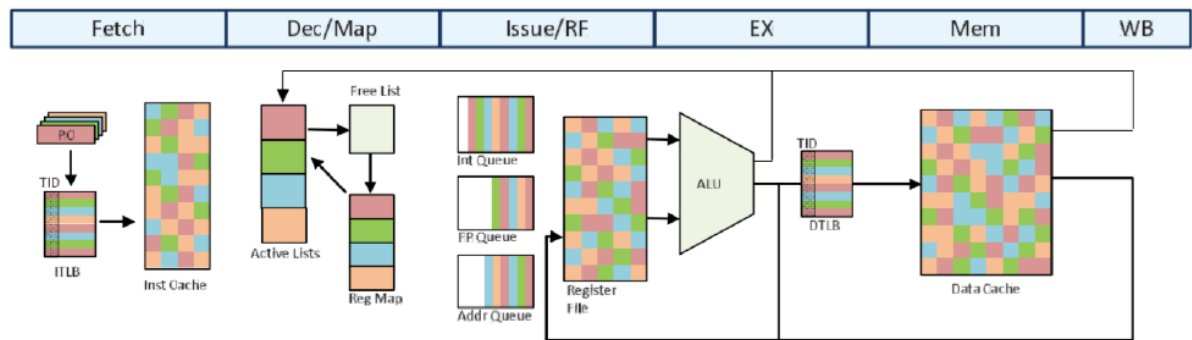 Fetch
Dec/Map
Issue/RF
EX
Mem
WB
PC
TID
ITLB
Inst Cache
Active Lists
Free List
Reg Map
Int Queue
FP Queue
Addr Queue
Register
File
ALU
TID
DTLB
Data Cache